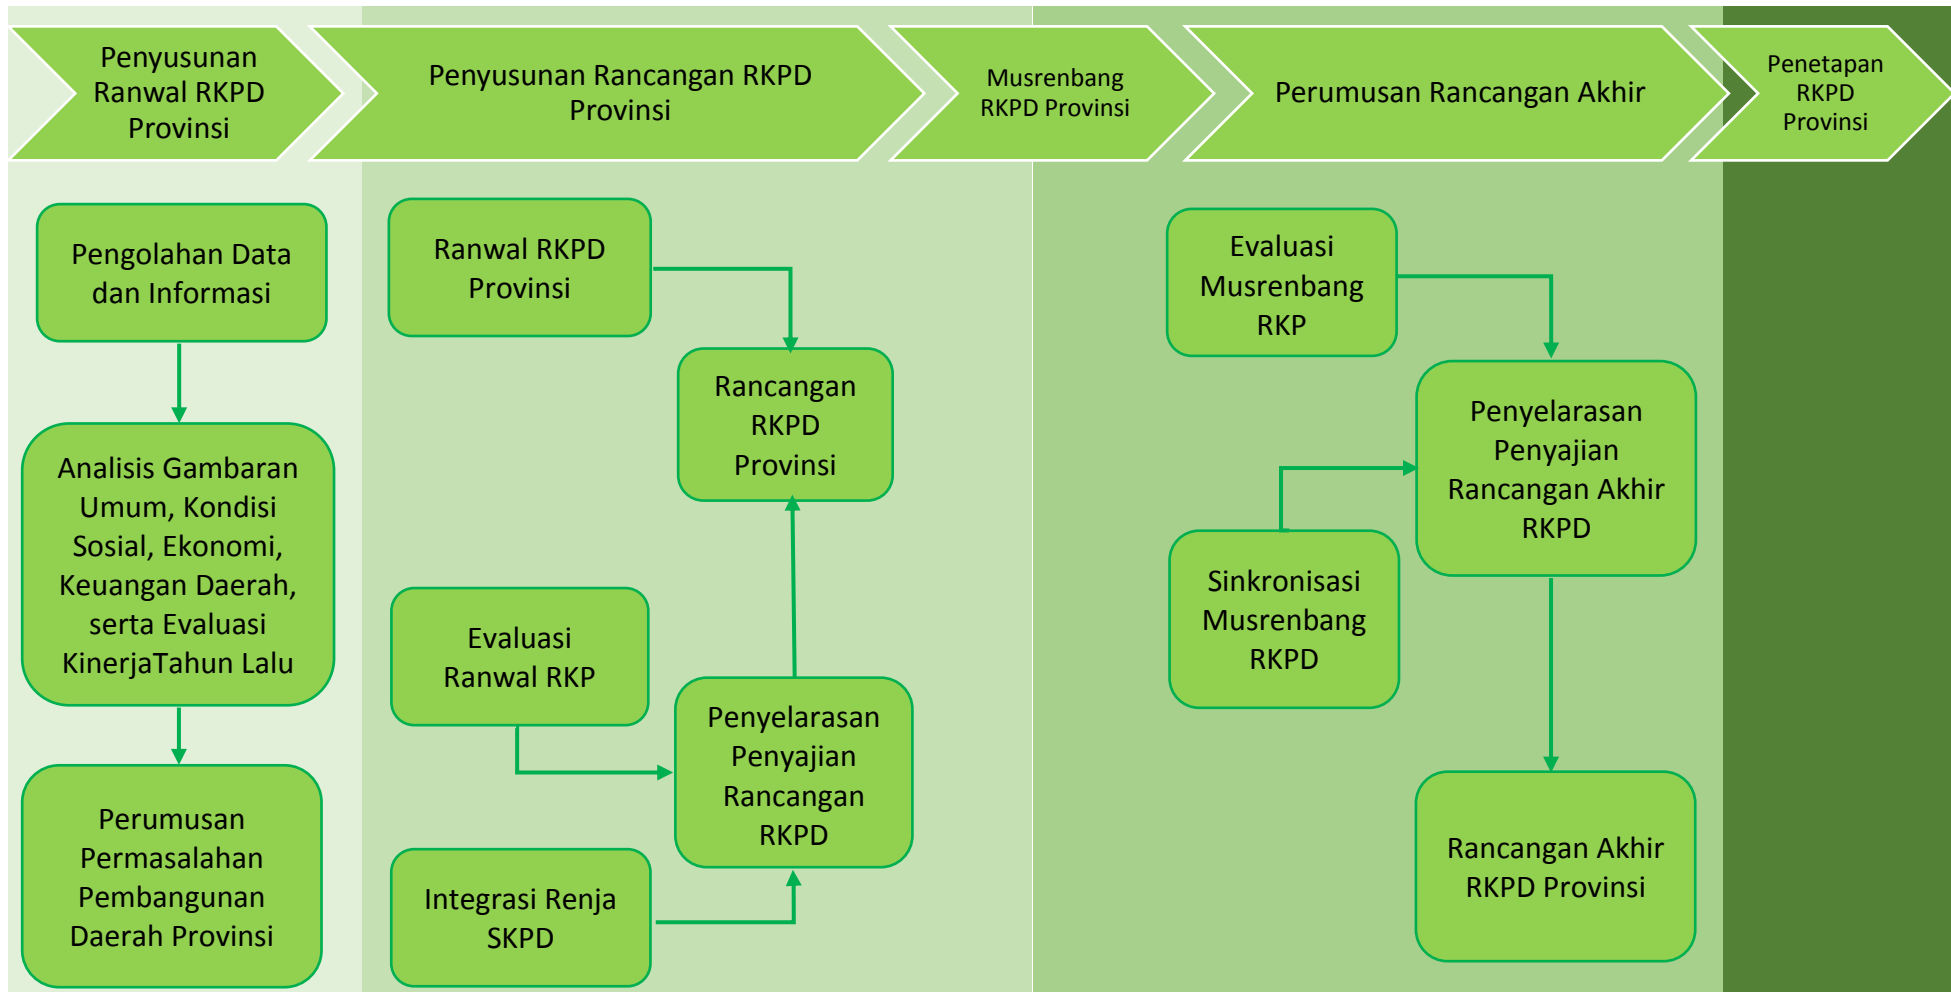 Penyusunan
Ranwal RKPD
Provinsi
Penyusunan Rancangan RKPD
Provinsi
Musrenbang
RKPD Provinsi
Perumusan Rancangan Akhir
Penetapan
RKPD
Provinsi
Pengolahan Data
dan Informasi
Analisis Gambaran
Umum, Kondisi
Sosial, Ekonomi,
Keuangan Daerah,
serta Evaluasi
KinerjaTahun Lalu
Perumusan
Permasalahan
Pembangunan
Daerah Provinsi
Ranwal RKPD
Provinsi
Rancangan
RKPD
Provinsi
Evaluasi
Ranwal RKP
Penyelarasan
Penyajian
Rancangan
RKPD
Integrasi Renja
SKPD
Evaluasi
Musrenbang
RKP
Penyelarasan
Penyajian
Rancangan Akhir
RKPD
Sinkronisasi
Musrenbang
RKPD
Rancangan Akhir
RKPD Provinsi